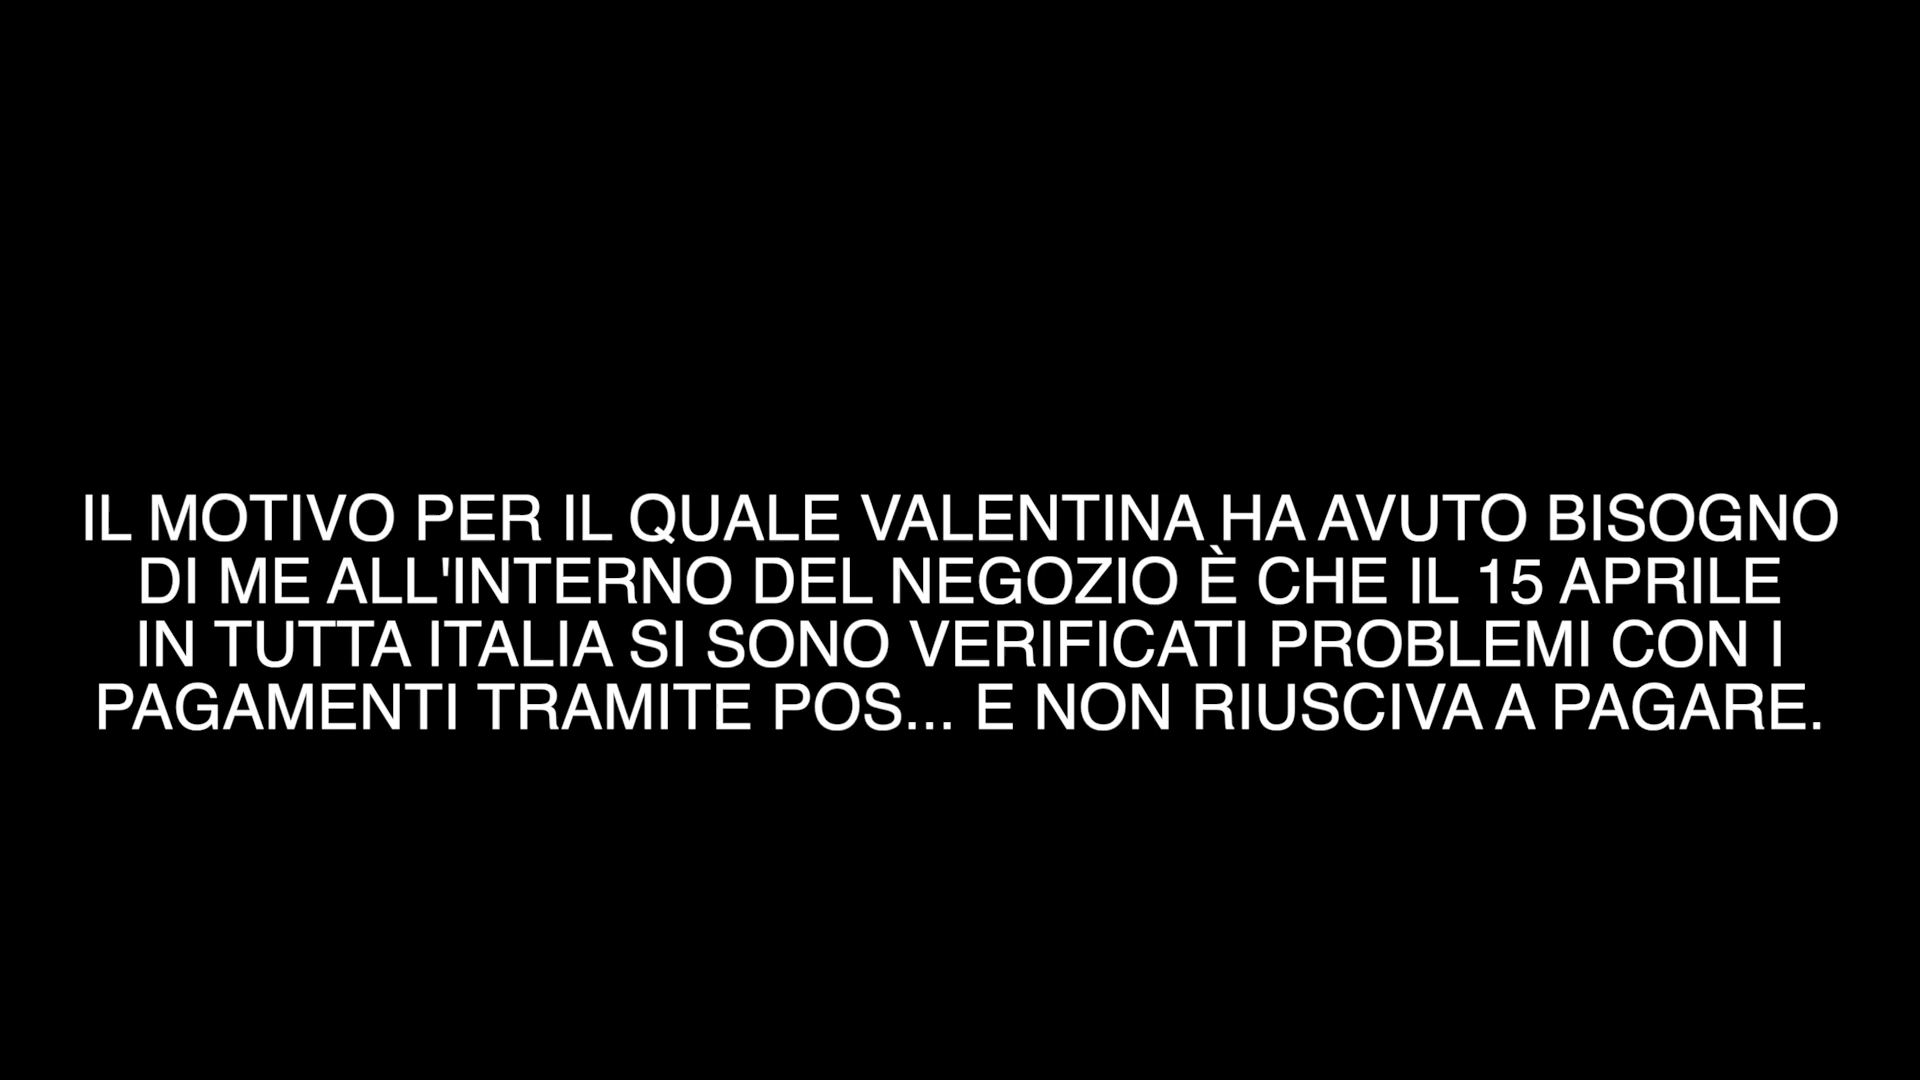 IL MOTIVO PER IL QUALE VALENTINA HA AVUTO BISOGNO
DI ME ALL'INTERNO DEL NEGOZIO È CHE IL 15 APRILE
IN TUTTA ITALIA SI SONO VERIFICATI PROBLEMI CON I
PAGAMENTI TRAMITE POS... E NON RIUSCIVA A PAGARE.